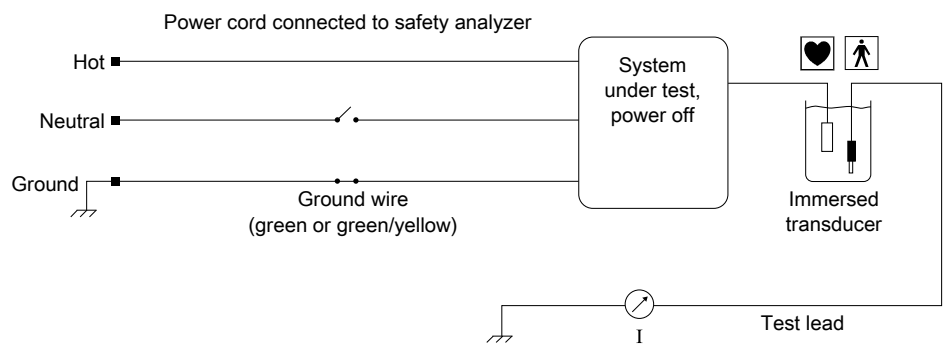 Power cord connected to safety analyzer
Hot
Neutral
Ground
Ground wire
(green or green/yellow)
System
under test,
power off
Immersed
transducer
Test lead
I